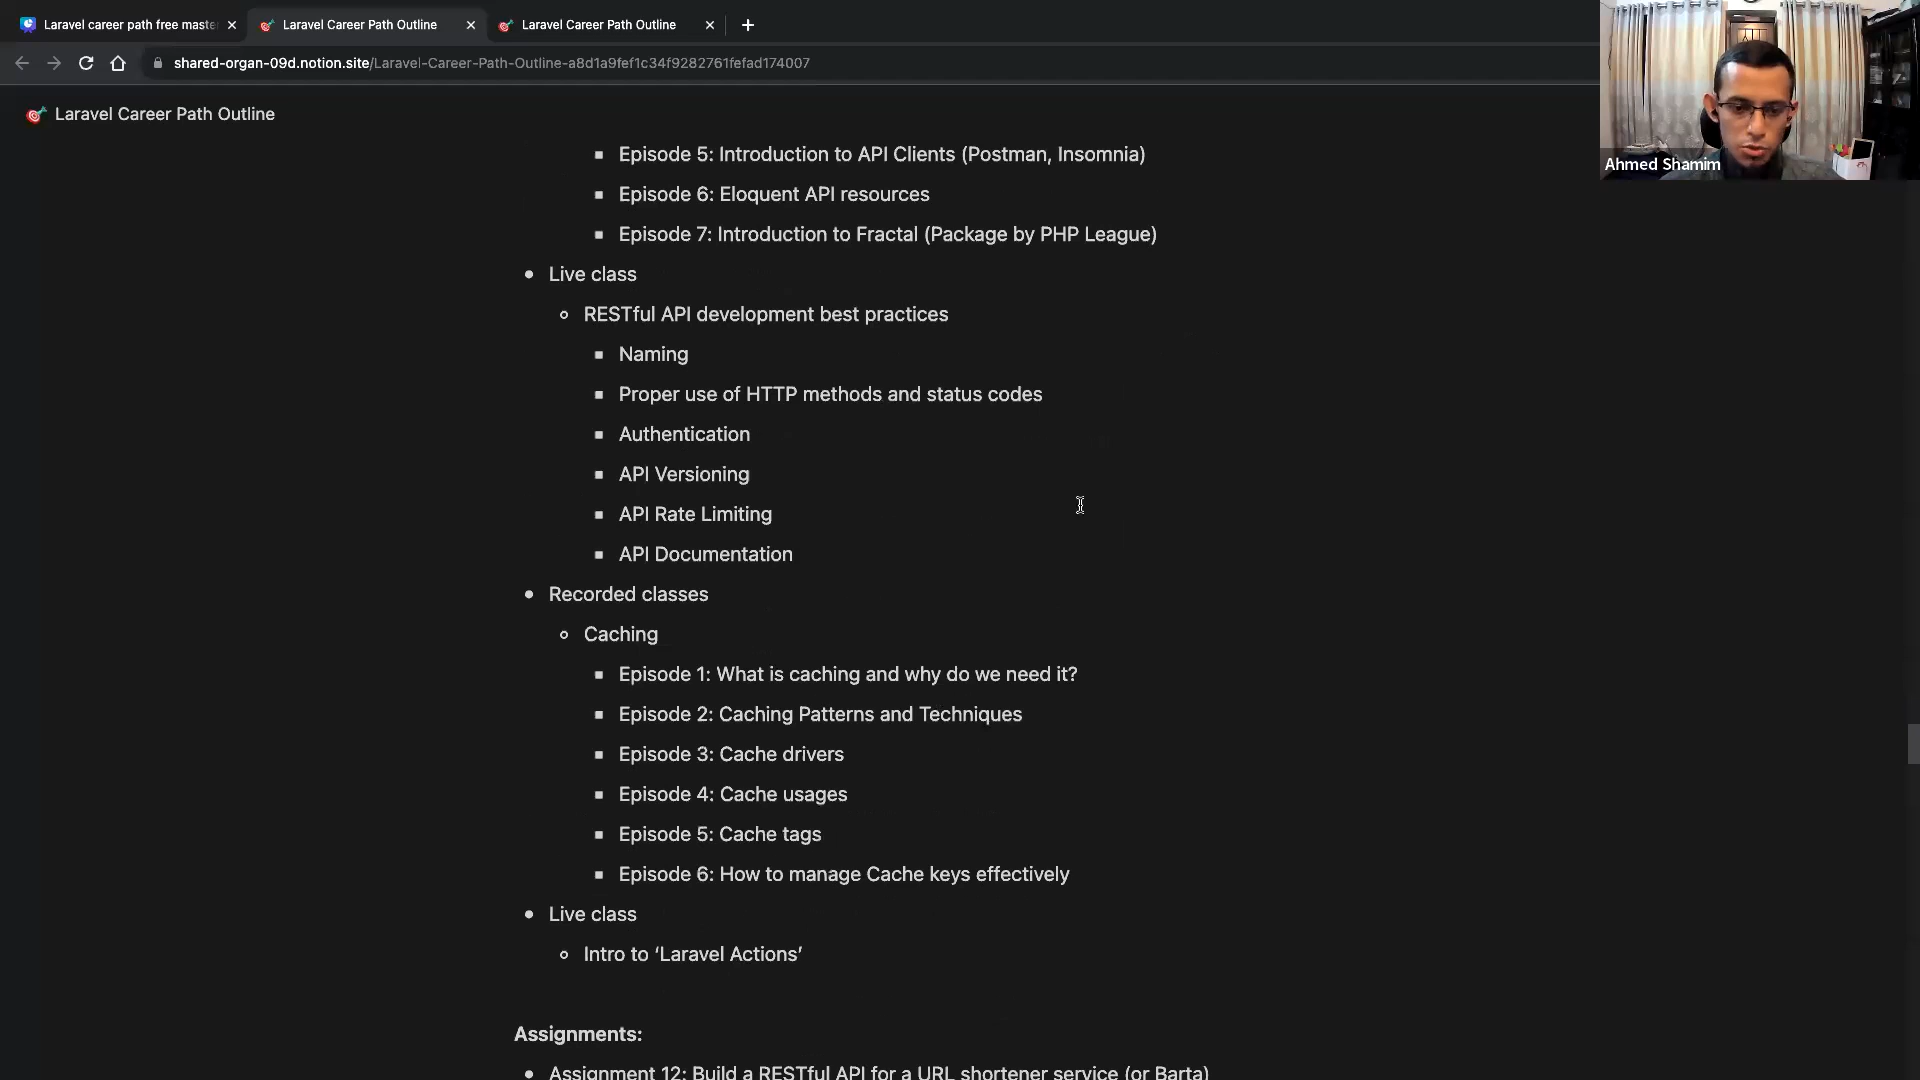 Laravel career path free maste
Laravel Career Path Outline
Laravel Career Path Outline
shared-organ-09d.notion.site/Laravel-Career-Path-Outline-a8d1a9fef1c34f9282761fefad174007
Ahmed Shamim
Laravel Career Path Outline
Episode 5: Introduction to API Clients (Postman, Insomnia)
Episode 6: Eloquent API resources
Episode 7: Introduction to Fractal (Package by PHP League)
Live class
RESTful API development best practices
Naming
Proper use of HTTP methods and status codes
Authentication
API Versioning
API Rate Limiting
API Documentation
Recorded classes
Caching
Episode 1: What is caching and why do we need it?
Episode 2: Caching Patterns and Techniques
Episode 3: Cache drivers
Episode 4: Cache usages
Episode 5: Cache tags
Episode 6: How to manage Cache keys effectively
Live class
Intro to ‘Laravel Actions’
Assignments:
Assignment 12: Build a RESTful API for a URL shortener service (or Barta)